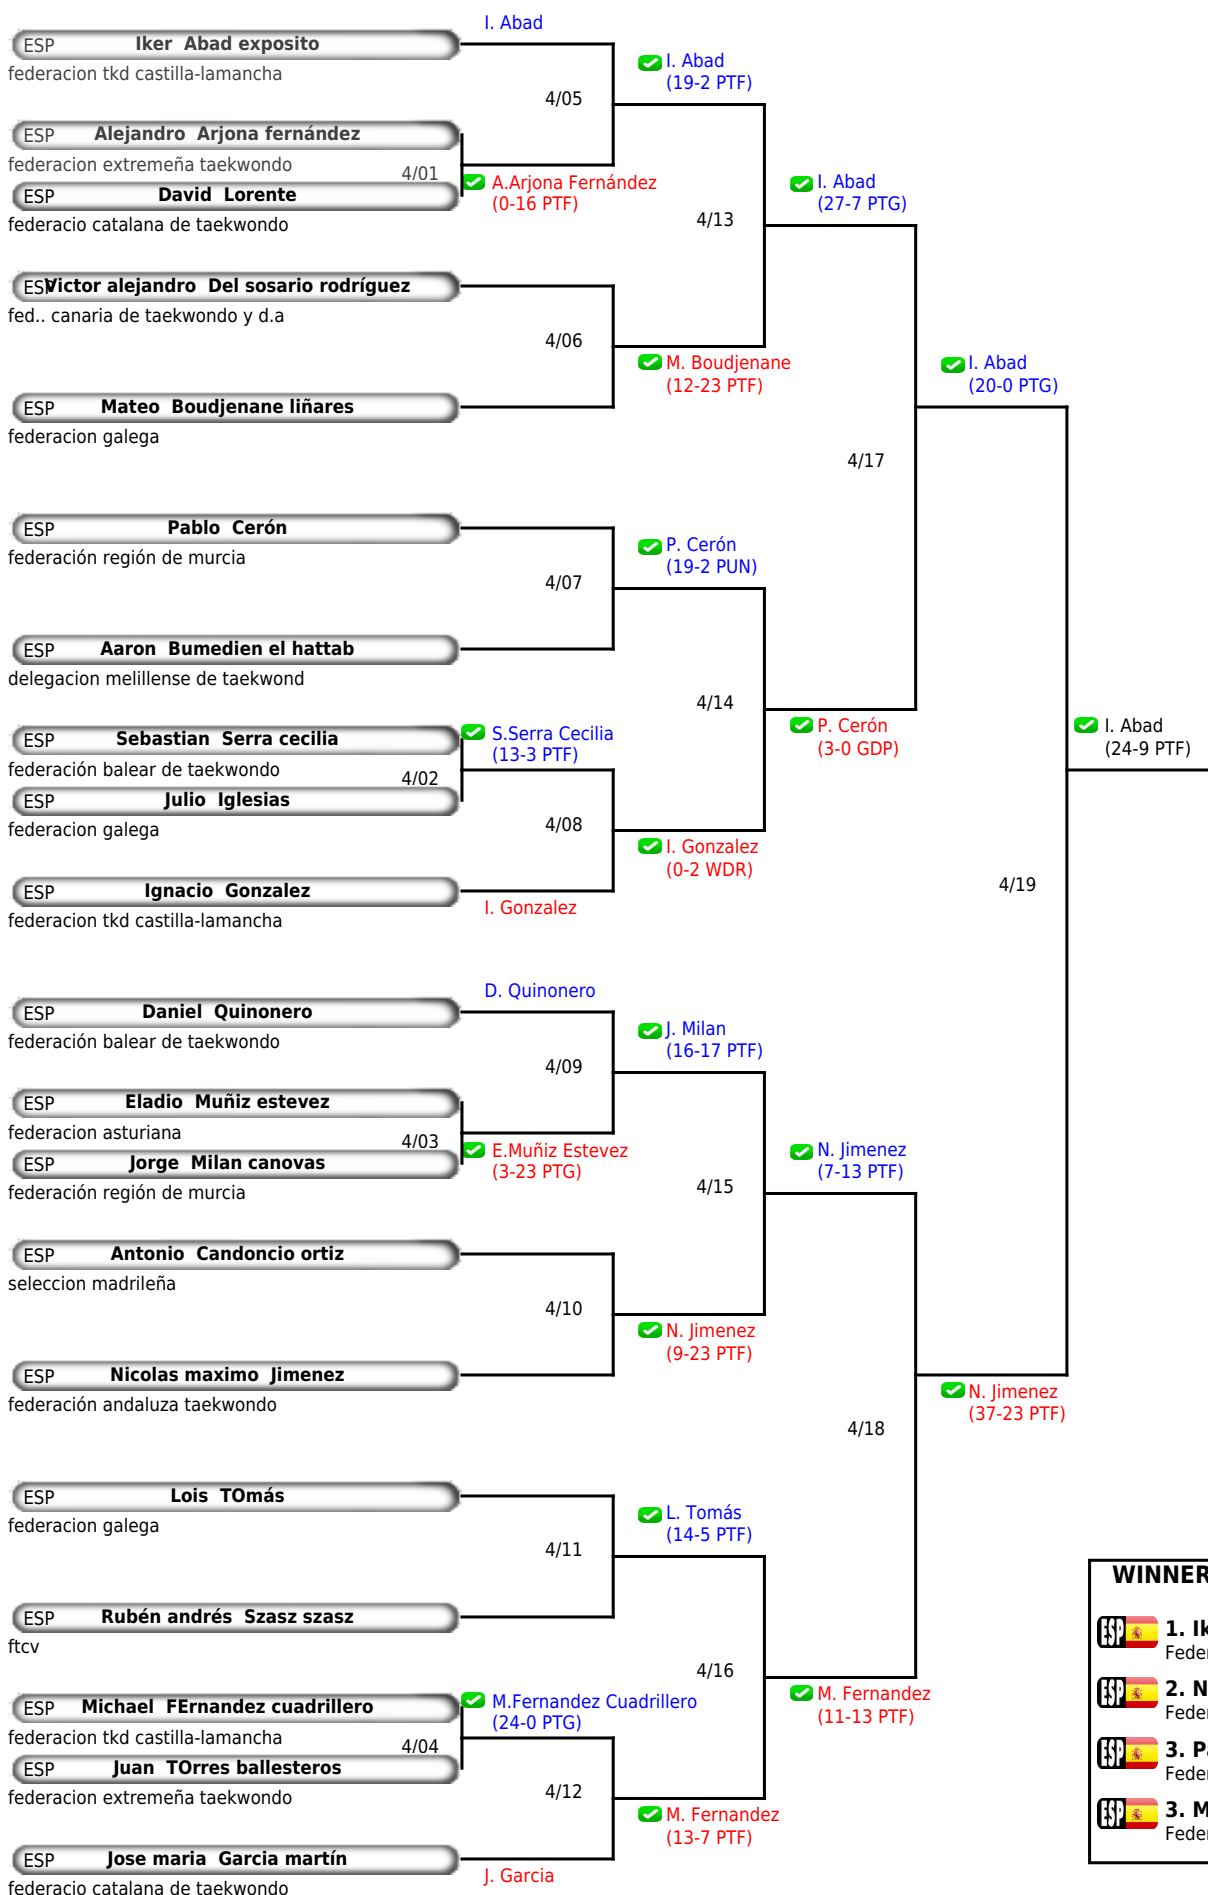 I. Abad
ESP Iker Abad exposito
federacion tkd castilla-lamancha
I. Abad
(19-2 PTF)
4/05
ESP Alejandro Arjona fernández
federacion extremeña taekwondo
4/01
A.Arjona Fernández
(0-16 PTF)
ESP David Lorente
federacio catalana de taekwondo
I. Abad
(27-7 PTG)
4/13
ESP Victor alejandro Del sosario rodríguez
fed.. canaria de taekwondo y d.a
4/06
M. Boudjenane
(12-23 PTF)
I. Abad
(20-0 PTG)
ESP Mateo Boudjenane liñares
federacion galega
4/17
ESP Pablo Cerón
federación región de murcia
P. Cerón
(19-2 PUN)
4/07
ESP Aaron Bumedien el hattab
delegacion melillense de taekwond
4/14
P. Cerón
(3-0 GDP)
I. Abad
(24-9 PTF)
ESP Sebastian Serra cecilia
federación balear de taekwondo
4/02
S.Serra Cecilia
(13-3 PTF)
ESP Julio Iglesias
federacion galega
4/08
I. Gonzalez
(0-2 WDR)
ESP Ignacio Gonzalez
federacion tkd castilla-lamancha
I. Gonzalez
4/19
D. Quinonero
ESP Daniel Quinonero
federación balear de taekwondo
J. Milan
(16-17 PTF)
4/09
ESP Eladio Muñiz estevez
federacion asturiana
4/03
E.Muñiz Estevez
(3-23 PTG)
ESP Jorge Milan canovas
federación región de murcia
N. Jimenez
(7-13 PTF)
4/15
ESP Antonio Candoncio ortiz
seleccion madrileña
4/10
N. Jimenez
(9-23 PTF)
ESP Nicolas maximo Jimenez
federación andaluza taekwondo
N. Jimenez
(37-23 PTF)
4/18
ESP Lois TOmás
federacion galega
L. Tomás
(14-5 PTF)
4/11
ESP Rubén andrés Szasz szasz
ftcv
4/16
M. Fernandez
(11-13 PTF)
ESP Michael FErnandez cuadrillero
federacion tkd castilla-lamancha
4/04
M.Fernandez Cuadrillero
(24-0 PTG)
ESP Juan TOrres ballesteros
federacion extremeña taekwondo
4/12
M. Fernandez
(13-7 PTF)
ESP Jose maria Garcia martín
federacio catalana de taekwondo
J. Garcia
WINNER
ESP 1. Ik
Feder
ESP 2. N
Feder
ESP 3. Pa
Feder
ESP 3. M
Feder